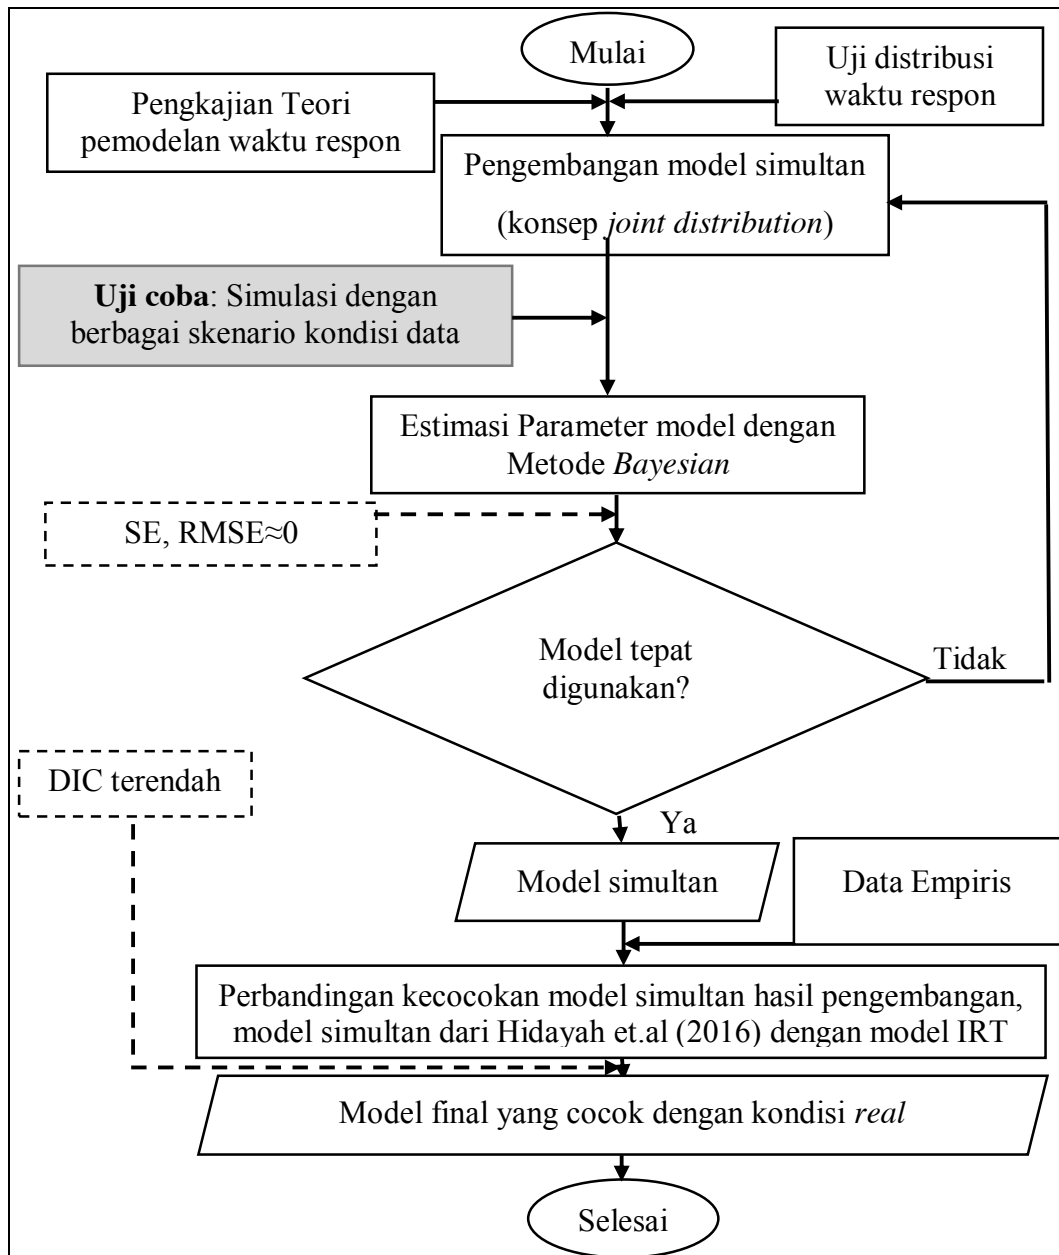 Mulai
Uji distribusi
waktu respon
Pengkajian Teori
pemodelan waktu respon
Pengembangan model simultan
(konsep joint distribution)
Uji coba: Simulasi dengan
berbagai skenario kondisi data
Estimasi Parameter model dengan
Metode Bayesian
SE, RMSE≈0
Model tepat
digunakan?
Tidak
DIC terendah
Ya
Model simultan
Data Empiris
Perbandingan kecocokan model simultan hasil pengembangan,
model simultan dari Hidayah et.al (2016) dengan model IRT
Model final yang cocok dengan kondisi real
Selesai